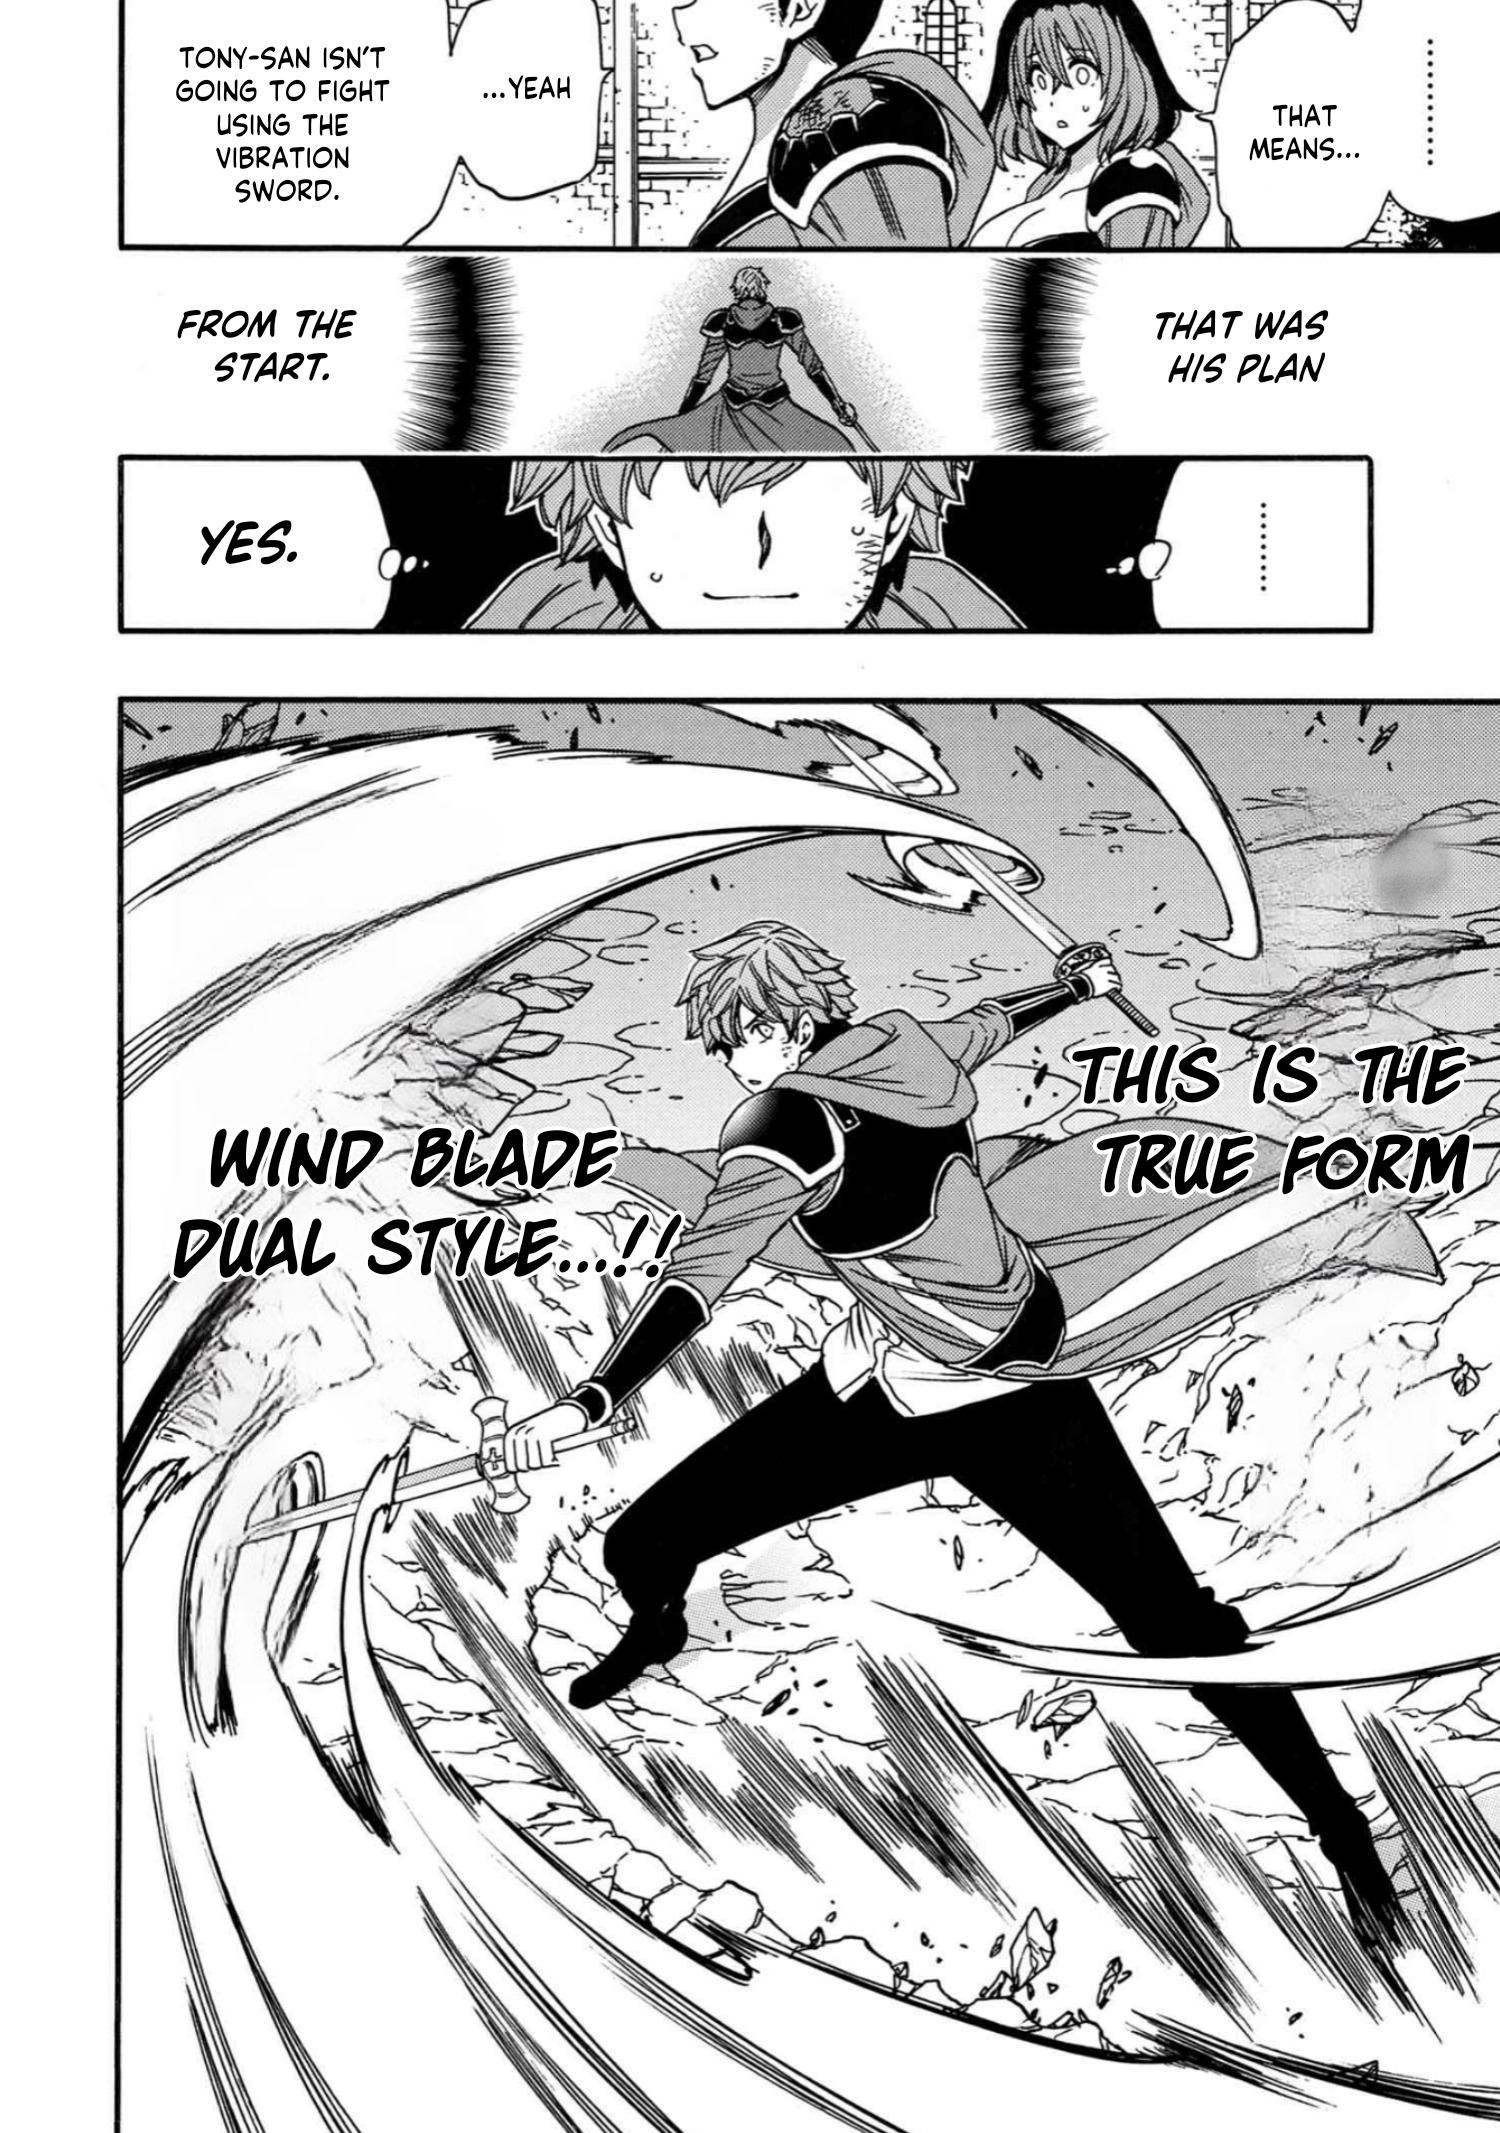 THAT
MEANS...
...YEAH
TONY-SAN ISN'T
GOING TO FIGHT
USING THE
VIBRATION
SWORD.
THAT WAS
HIS PLAN
FROM THE
START.
YES.
THIS IS THE
TRUE FORM
WIND BLADE
DUAL STYLE...!!